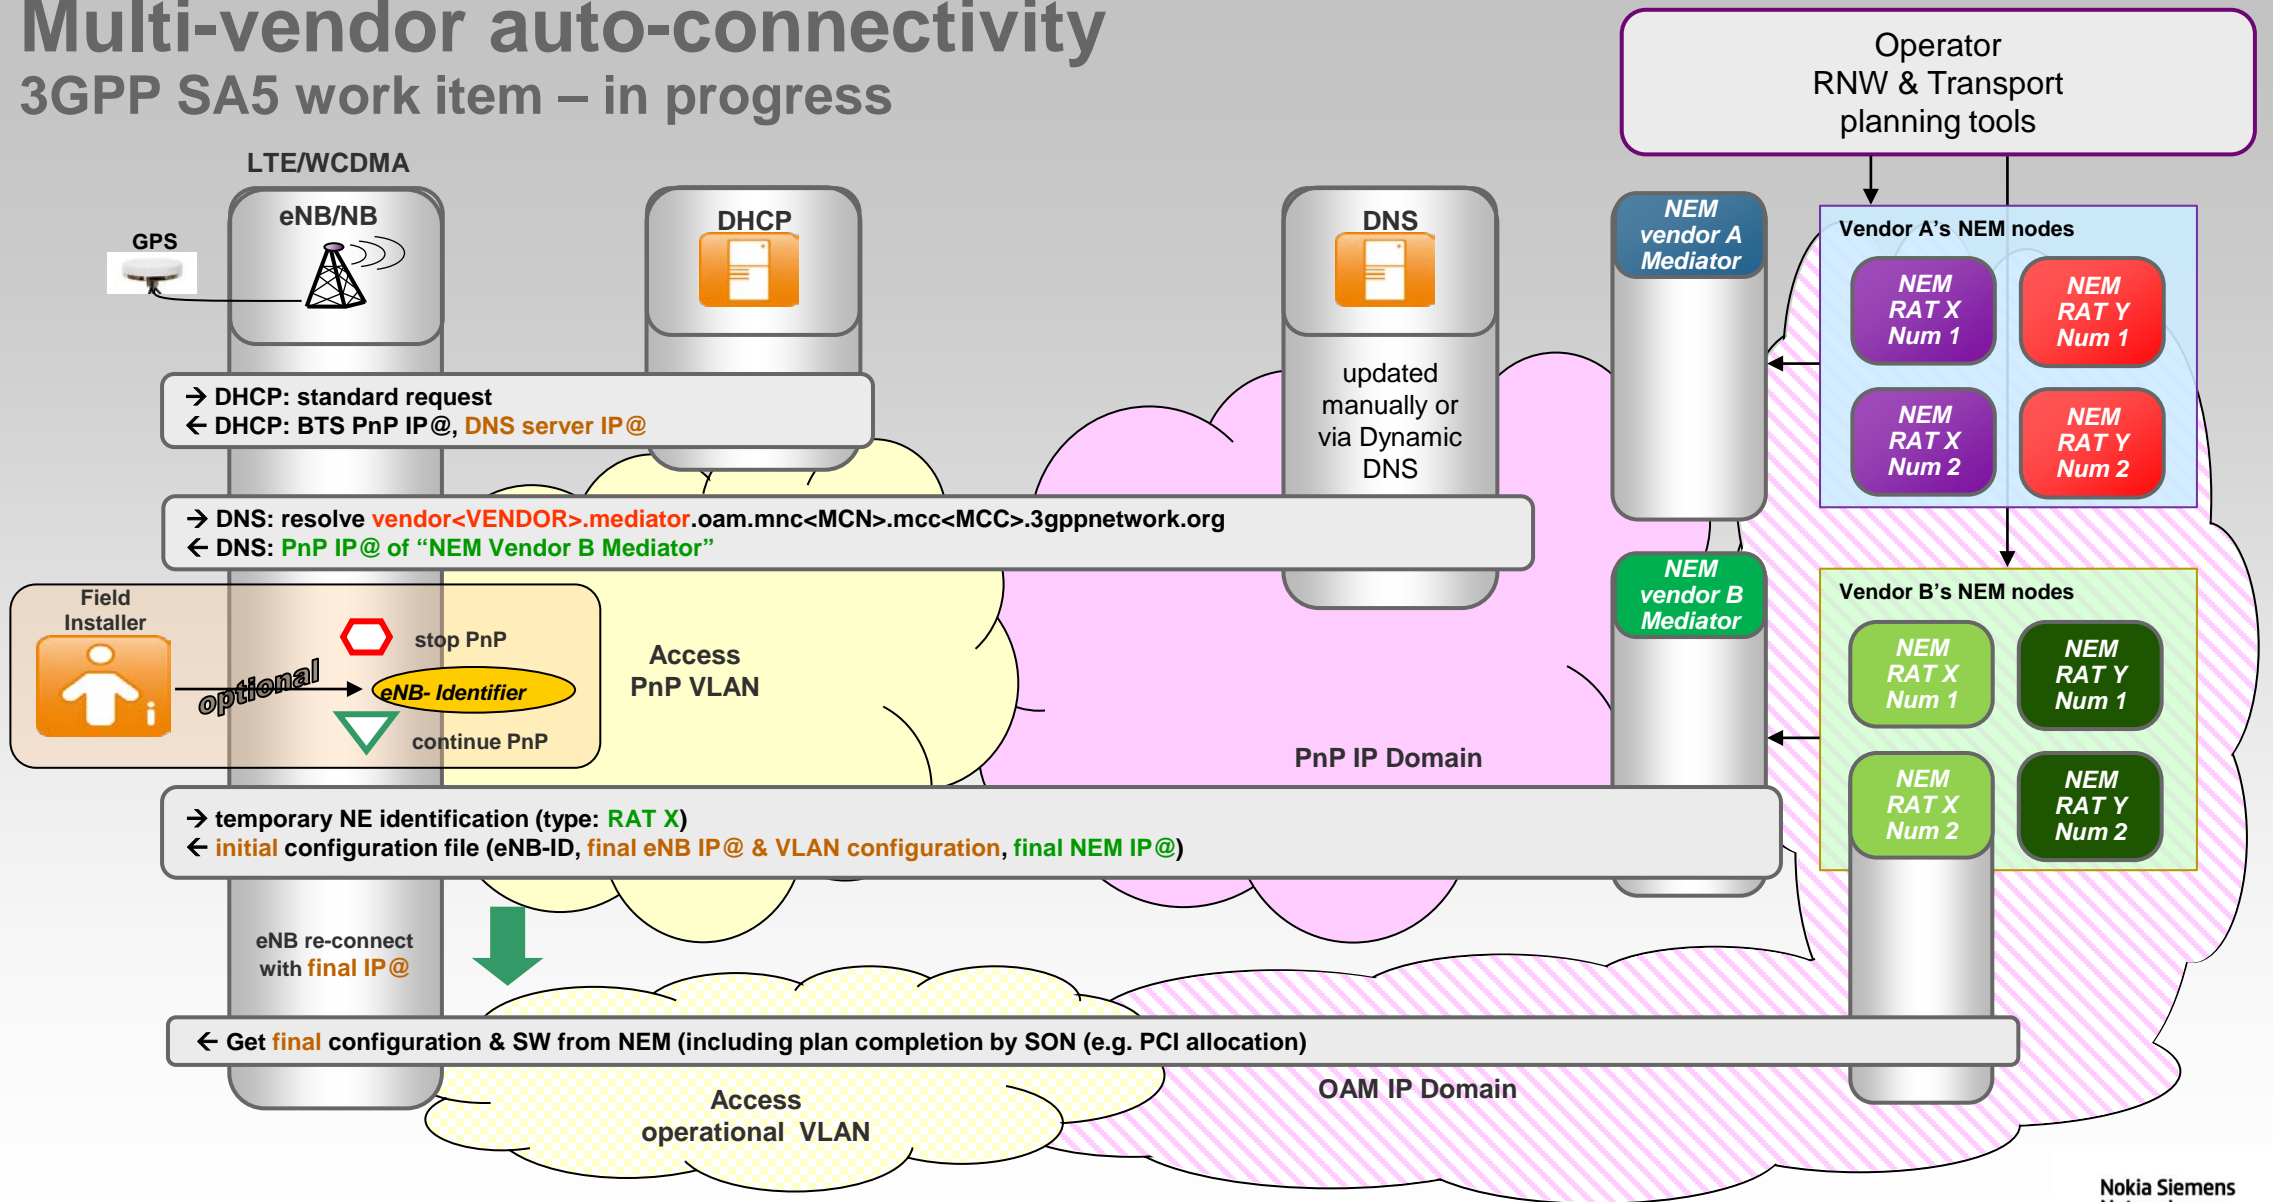 Multi-vendor auto-connectivity
3GPP SA5 work item – in progress
Operator
RNW & Transport
planning tools
LTE/WCDMA
eNB/NB
GPS
DHCP
DNS
updated
manually or
via Dynamic
DNS
NEM
vendor A
Mediator
Vendor A's NEM nodes
NEM
RAT X
Num 1
NEM
RAT Y
Num 1
NEM
RAT X
Num 2
NEM
RAT Y
Num 2
→ DHCP: standard request
← DHCP: BTS PnP IP@, DNS server IP@
→ DNS: resolve vendor<VENDOR>.mediator.oam.mnc<MCN>.mcc<MCC>.3gppnetwork.org
← DNS: PnP IP@ of “NEM Vendor B Mediator”
Field
Installer
optional
stop PnP
eNB- Identifier
continue PnP
Access
PnP VLAN
PnP IP Domain
NEM
vendor B
Mediator
Vendor B's NEM nodes
NEM
RAT X
Num 1
NEM
RAT Y
Num 1
NEM
RAT X
Num 2
NEM
RAT Y
Num 2
→ temporary NE identification (type: RAT X)
← initial configuration file (eNB-ID, final eNB IP@ & VLAN configuration, final NEM IP@)
eNB re-connect
with final IP@
← Get final configuration & SW from NEM (including plan completion by SON (e.g. PCI allocation)
Access
operational VLAN
OAM IP Domain
Nokia Siemens